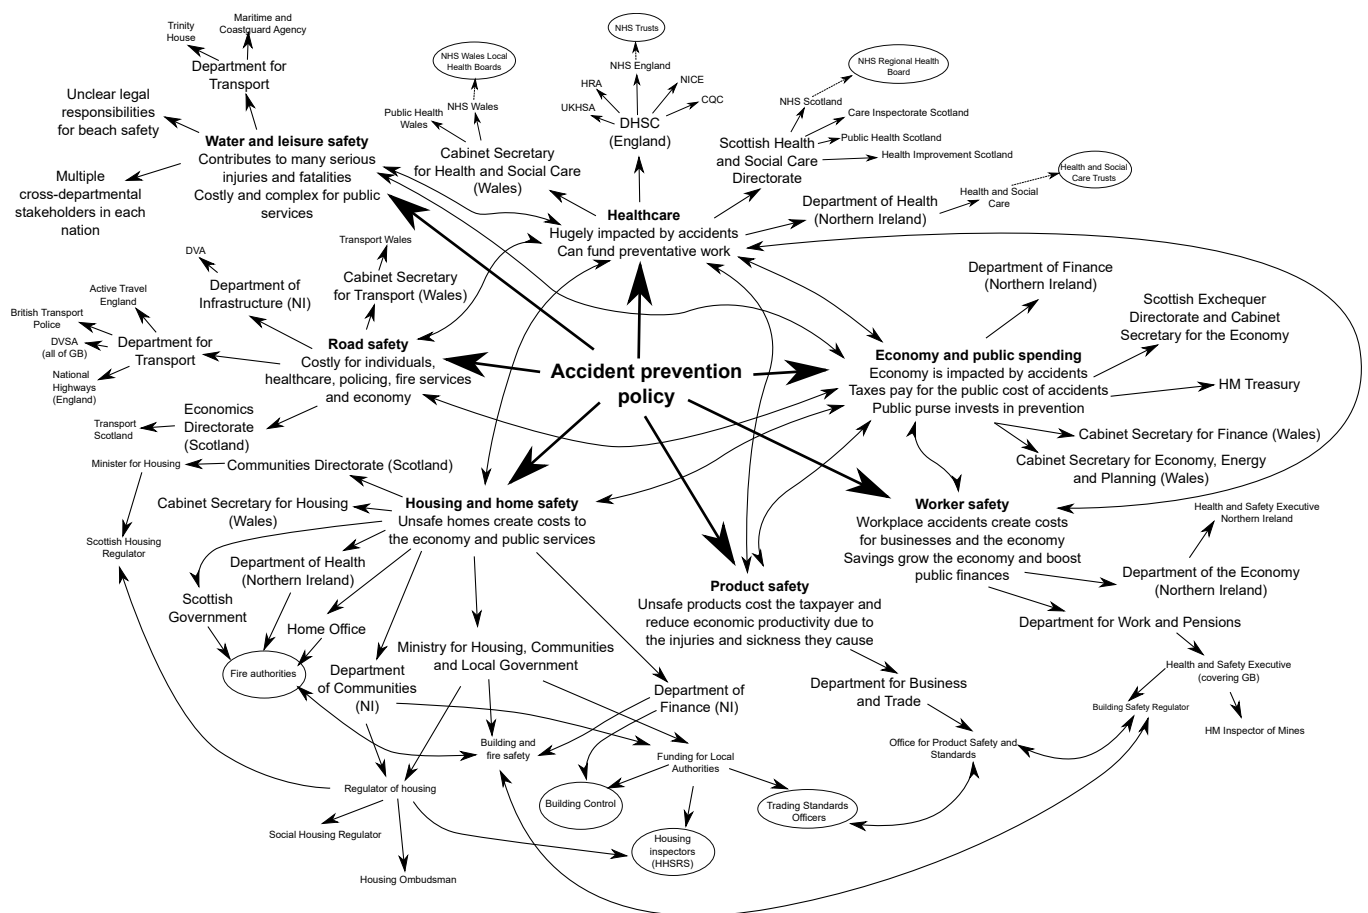 Maritime and
Coastguard Agency
Trinity
House
Department for
Transport
Unclear legal
responsibilities
for beach safety
Water and leisure safety
Contributes to many serious
injuries and fatalities
Costly and complex for public
services
Multiple
cross-departmental
stakeholders in each
nation
NHS Wales Local
Health Boards
NHS Wales
Public Health
Wales
Cabinet Secretary
for Health and Social Care
(Wales)
NHS Trusts
NHS England
HRA
NICE
UKHSA
CQC
DHSC
(England)
NHS Regional Health
Board
NHS Scotland
Care Inspectorate Scotland
Public Health Scotland
Health Improvement Scotland
Scottish Health
and Social Care
Directorate
Health and Social
Care Trusts
Health and Social
Care
Department of Health
(Northern Ireland)
Healthcare
Hugely impacted by accidents
Can fund preventative work
Transport Wales
Cabinet Secretary
for Transport (Wales)
DVA
Department of
Infrastructure (NI)
Active Travel
England
British Transport
Police
DVSA
(all of GB)
National
Highways
(England)
Department for
Transport
Road safety
Costly for individuals,
healthcare, policing, fire services
and economy
Economics
Directorate
(Scotland)
Transport
Scotland
Accident prevention
policy
Department of Finance
(Northern Ireland)
Scottish Exchequer
Directorate and Cabinet
Secretary for the Economy
Economy and public spending
Economy is impacted by accidents
Taxes pay for the public cost of accidents
Public purse invests in prevention
HM Treasury
Cabinet Secretary for Finance (Wales)
Cabinet Secretary for Economy, Energy
and Planning (Wales)
Minister for Housing
Communities Directorate (Scotland)
Housing and home safety
Unsafe homes create costs to
the economy and public services
Cabinet Secretary for Housing
(Wales)
Scottish Housing
Regulator
Department of Health
(Northern Ireland)
Scottish
Government
Home Office
Fire authorities
Department
of Communities
(NI)
Ministry for Housing, Communities
and Local Government
Department of
Finance (NI)
Building and
fire safety
Funding for Local
Authorities
Regulator of housing
Building Control
Trading Standards
Officers
Social Housing Regulator
Housing
inspectors
(HHSRS)
Housing Ombudsman
Product safety
Unsafe products cost the taxpayer and
reduce economic productivity due to
the injuries and sickness they cause
Department for Business
and Trade
Office for Product Safety and
Standards
Worker safety
Workplace accidents create costs
for businesses and the economy
Savings grow the economy and boost
public finances
Health and Safety Executive
Northern Ireland
Department of the Economy
(Northern Ireland)
Department for Work and Pensions
Health and Safety Executive
(covering GB)
Building Safety Regulator
HM Inspector of Mines